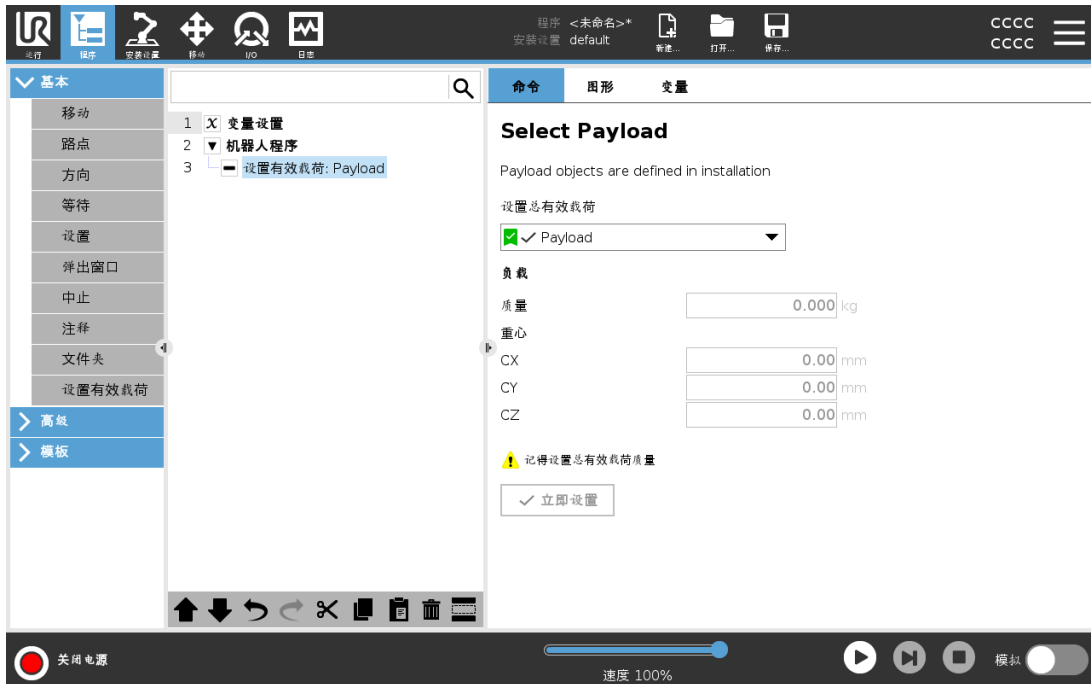 UR
运行
程序
安装设置
移动
I/O
日志
程序 <未命名>*
安装设置 default
新建...
打开...
保存...
CCCC
CCCC
基本
移动
路点
方向
等待
设置
弹出窗口
中止
注释
文件夹
设置有效载荷
高级
模板
1 x 变量设置
2 机器人程序
3 设置有效载荷: Payload
命令
图形
变量
Select Payload
Payload objects are defined in installation
设置总有效载荷
Payload
负载
质量 0.000 kg
重心
CX 0.00 mm
CY 0.00 mm
CZ 0.00 mm
记得设置总有效载荷质量
立即设置
关闭电源
速度 100%
模拟